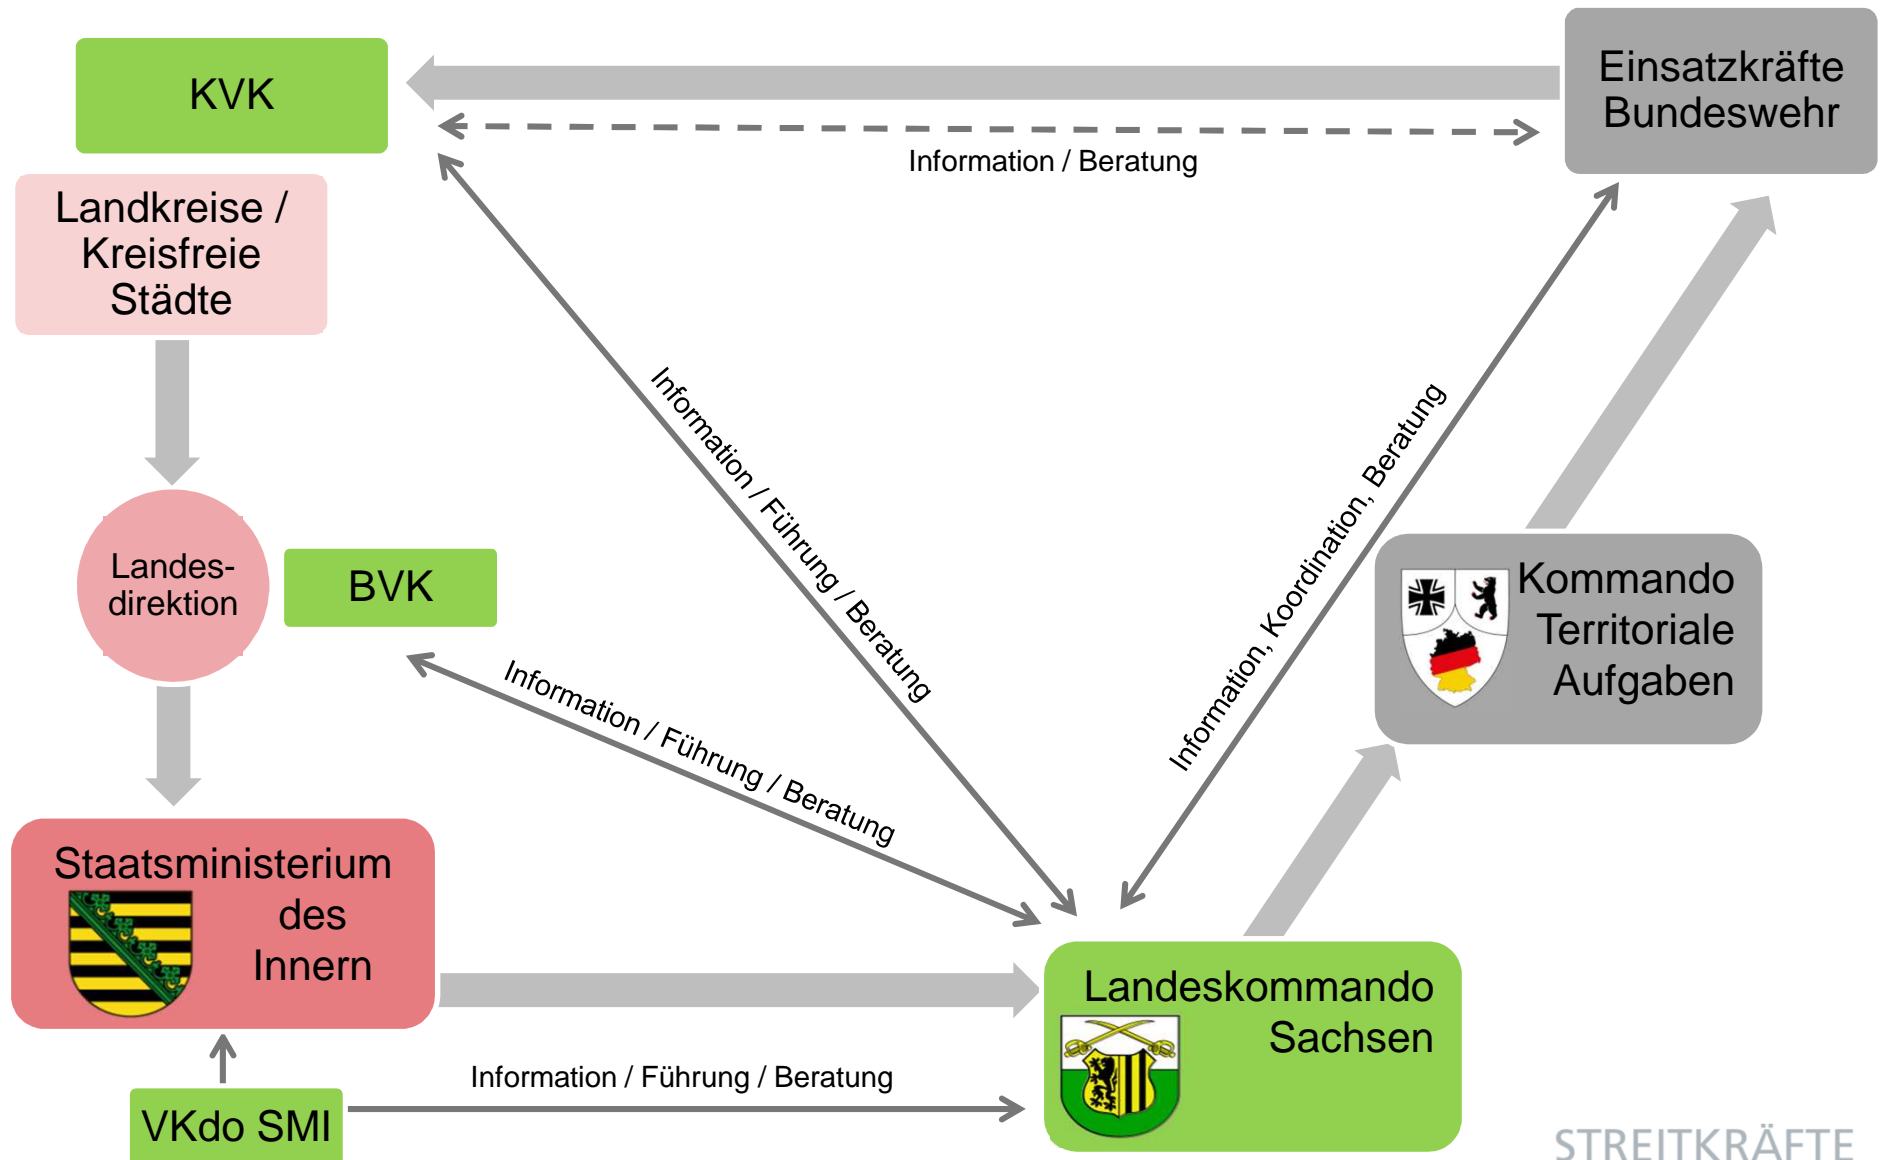 KVK
Einsatzkräfte
Bundeswehr
Information / Beratung
Landkreise /
Kreisfreie
Städte
Information / Führung / Beratung
Information, Koordination, Beratung
Landes-
direktion
BVK
Kommando
Territoriale
Aufgaben
Information / Führung / Beratung
Staatsministerium
des
Innern
Landeskommando
Sachsen
Information / Führung / Beratung
VKdo SMI
STREITKRÄFTE